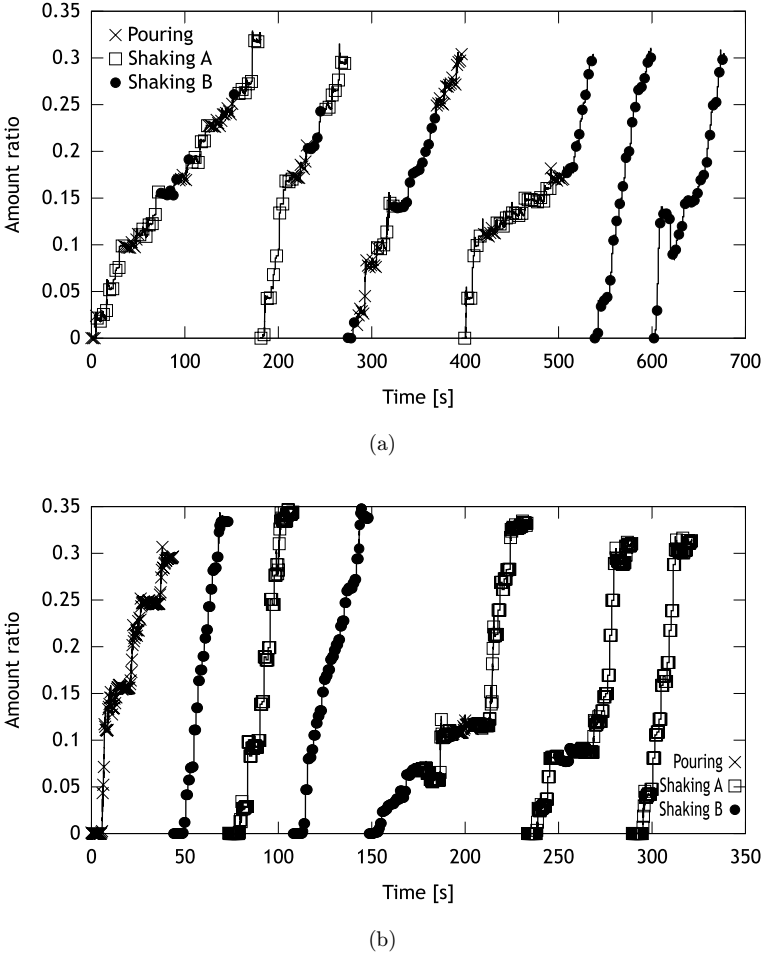 0.35
0.3
0.25
0.2
0.15
0.1
0.05
0
Amount ratio
Pouring
Shaking A
Shaking B
0 100 200 300 400 500 600 700
Time [s]
(a)
0.35
0.3
0.25
0.2
0.15
0.1
0.05
0
Amount ratio
Pouring
Shaking A
Shaking B
0 50 100 150 200 250 300 350
Time [s]
(b)